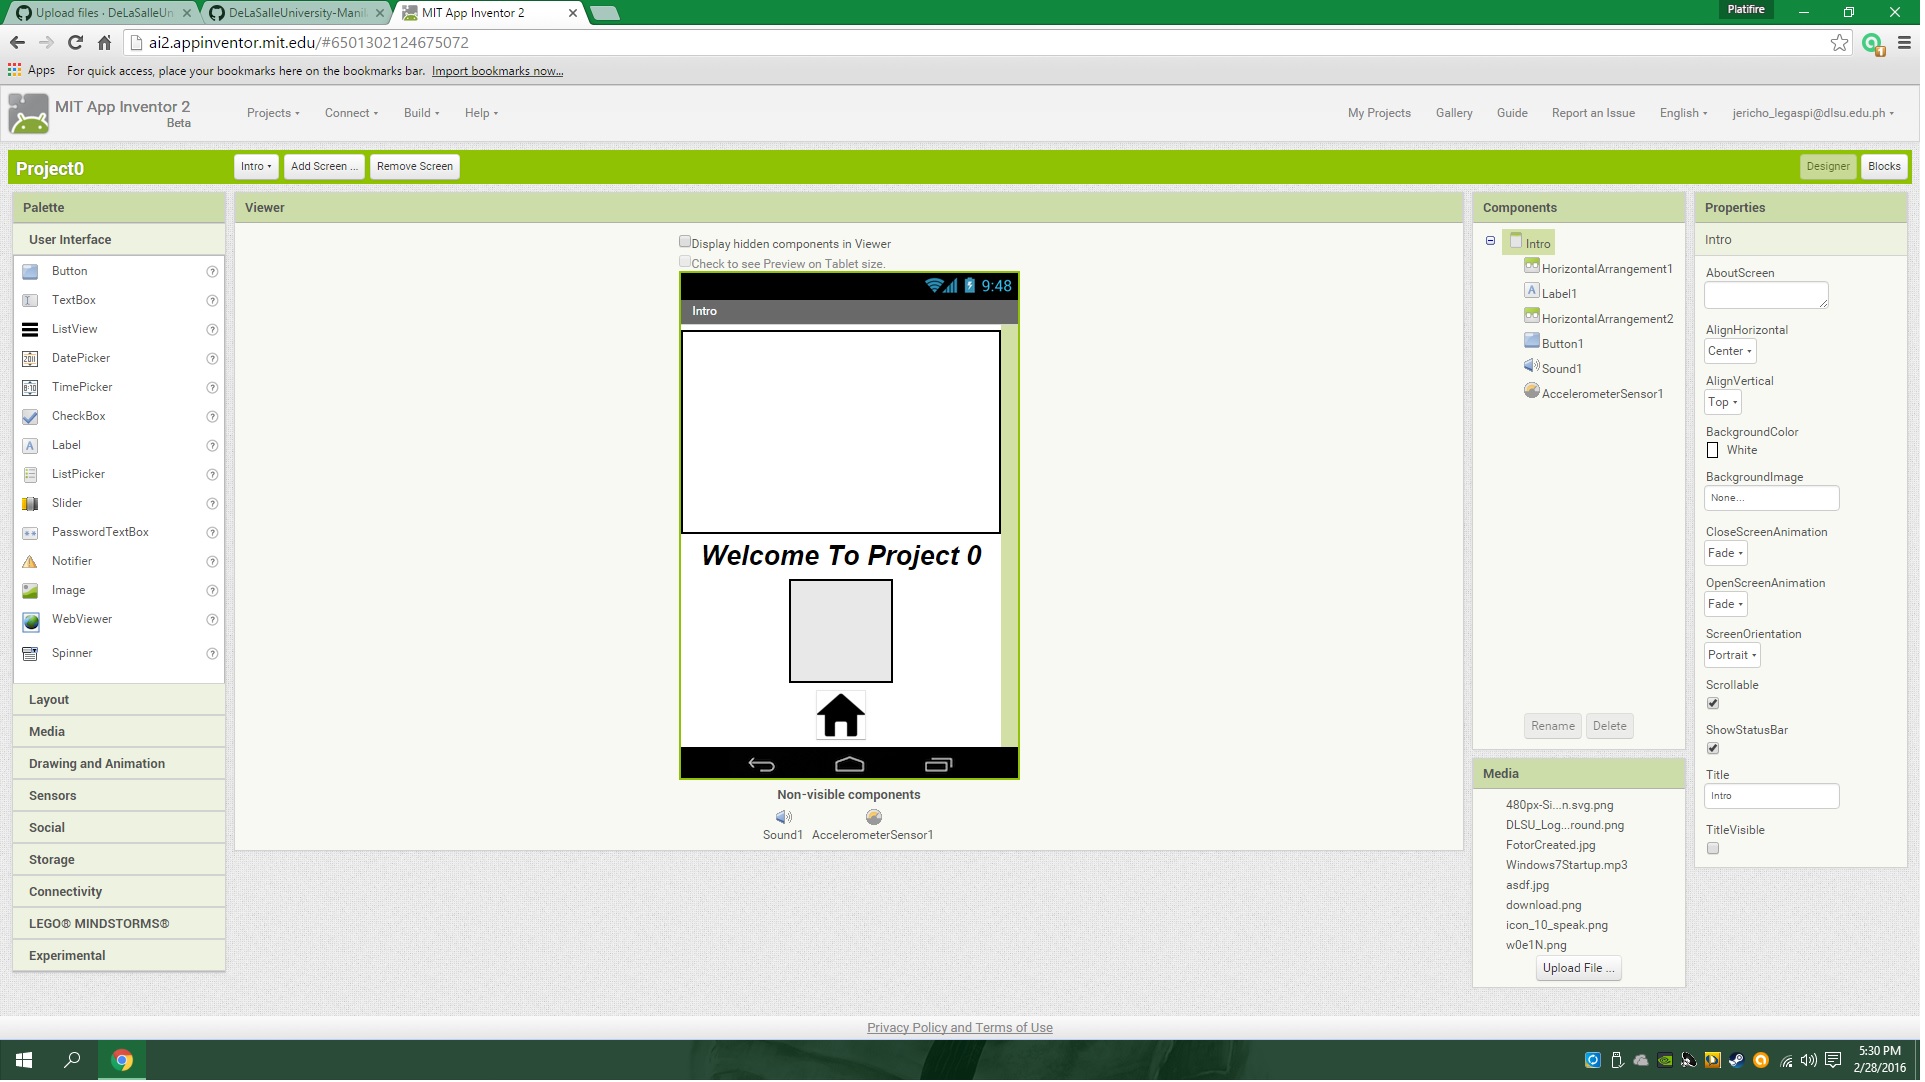 Upload files · DeLaSalleUn
DeLaSalleUniversity-Manil
MIT App Inventor 2
Platifire
ai2.appinventor.mit.edu/#6501302124675072
Apps For quick access, place your bookmarks here on the bookmarks bar. Import bookmarks now...
MIT App Inventor 2
Beta
Projects Connect Build Help
My Projects Gallery Guide Report an Issue English jericho_legaspi@dlsu.edu.ph
Project0
Intro Add Screen ... Remove Screen
Designer Blocks
Palette
User Interface
Button
TextBox
ListView
DatePicker
TimePicker
CheckBox
Label
ListPicker
Slider
PasswordTextBox
Notifier
Image
WebViewer
Spinner
Layout
Media
Drawing and Animation
Sensors
Social
Storage
Connectivity
LEGO® MINDSTORMS®
Experimental
Viewer
Display hidden components in Viewer
Check to see Preview on Tablet size.
9:48
Intro
Welcome To Project 0
Non-visible components
Sound1 AccelerometerSensor1
Components
Intro
HorizontalArrangement1
Label1
HorizontalArrangement2
Button1
Sound1
AccelerometerSensor1
Rename Delete
Media
480px-Si...n.svg.png
DLSU_Log...round.png
FotorCreated.jpg
Windows7Startup.mp3
asdf.jpg
download.png
icon_10_speak.png
w0e1N.png
Upload File ...
Properties
Intro
AboutScreen
AlignHorizontal
Center
AlignVertical
Top
BackgroundColor
White
BackgroundImage
None...
CloseScreenAnimation
Fade
OpenScreenAnimation
Fade
ScreenOrientation
Portrait
Scrollable
ShowStatusBar
Title
Intro
TitleVisible
Privacy Policy and Terms of Use
5:30 PM
2/28/2016